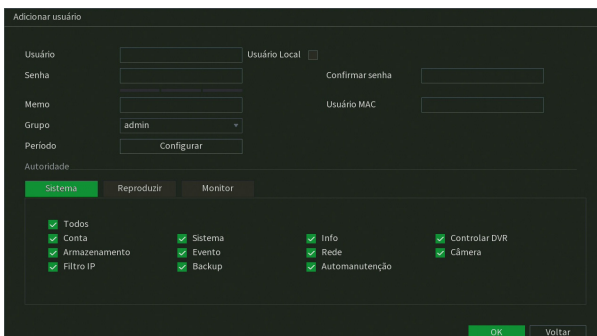 Adicionar usuário
Usuário Usuário Local
Senha Confirmar senha
Memo Usuário MAC
Grupo admin
Período Configurar
Autoridade
Sistema Reproduzir Monitor
Todos
Conta Sistema Info Controlar DVR
Armazenamento Evento Rede Câmera
Filtro IP Backup Automanutenção
OK Voltar